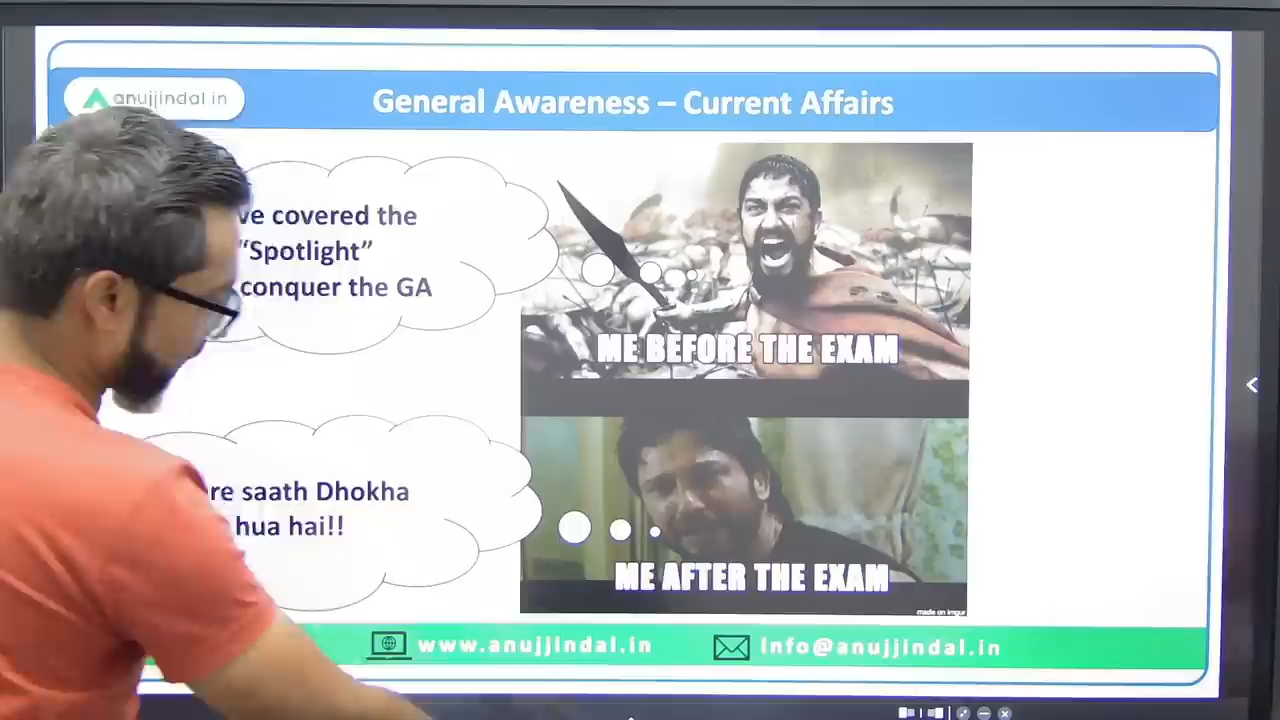 anujjindal.in
General Awareness – Current Affairs
ve covered the
"Spotlight"
conquer the GA
ME BEFORE THE EXAM
re saath Dhokha
hua hai!!
ME AFTER THE EXAM
made on imgur
www.anujjindal.in
info@anujjindal.in